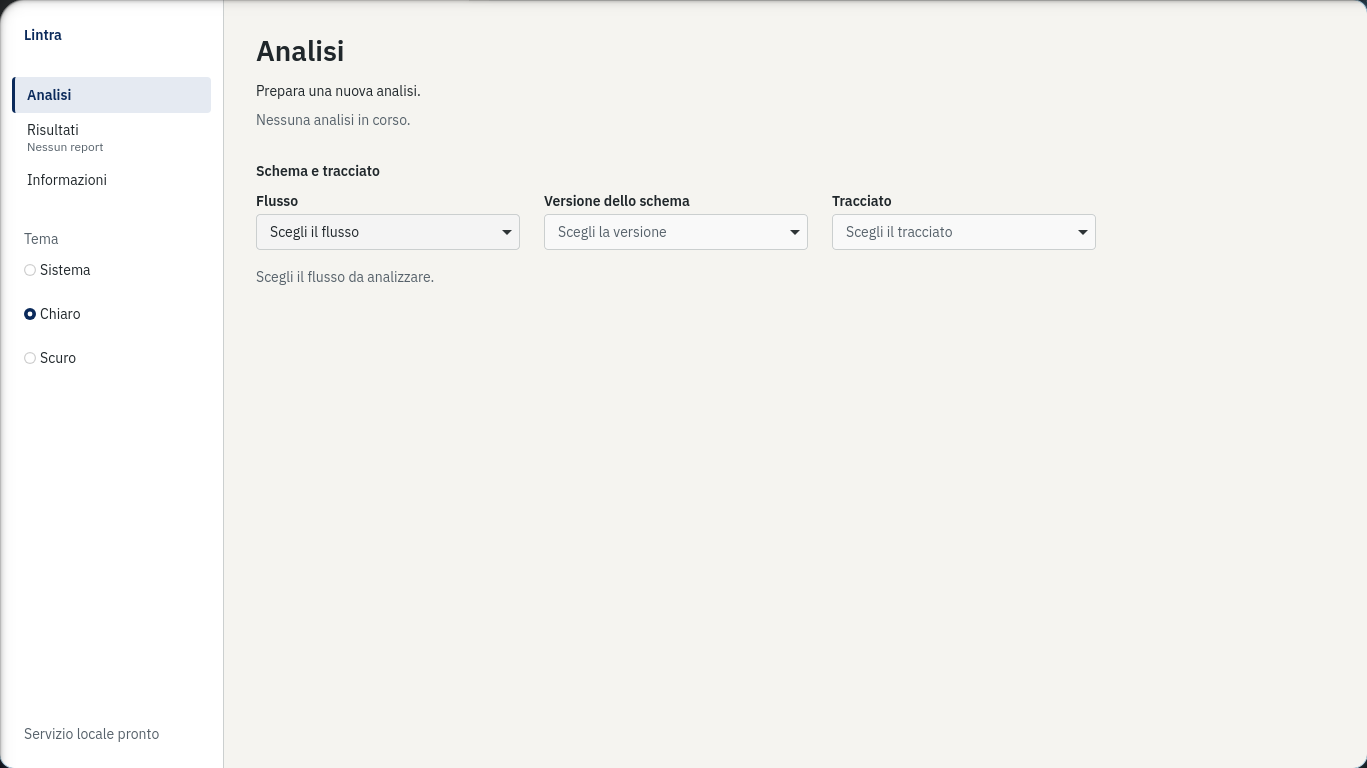 Lintra
Analisi
Risultati
Nessun report
Informazioni
Tema
Sistema
Chiaro
Scuro
Servizio locale pronto
Analisi
Prepara una nuova analisi.
Nessuna analisi in corso.
Schema e tracciato
Flusso
Scegli il flusso
Versione dello schema
Scegli la versione
Tracciato
Scegli il tracciato
Scegli il flusso da analizzare.